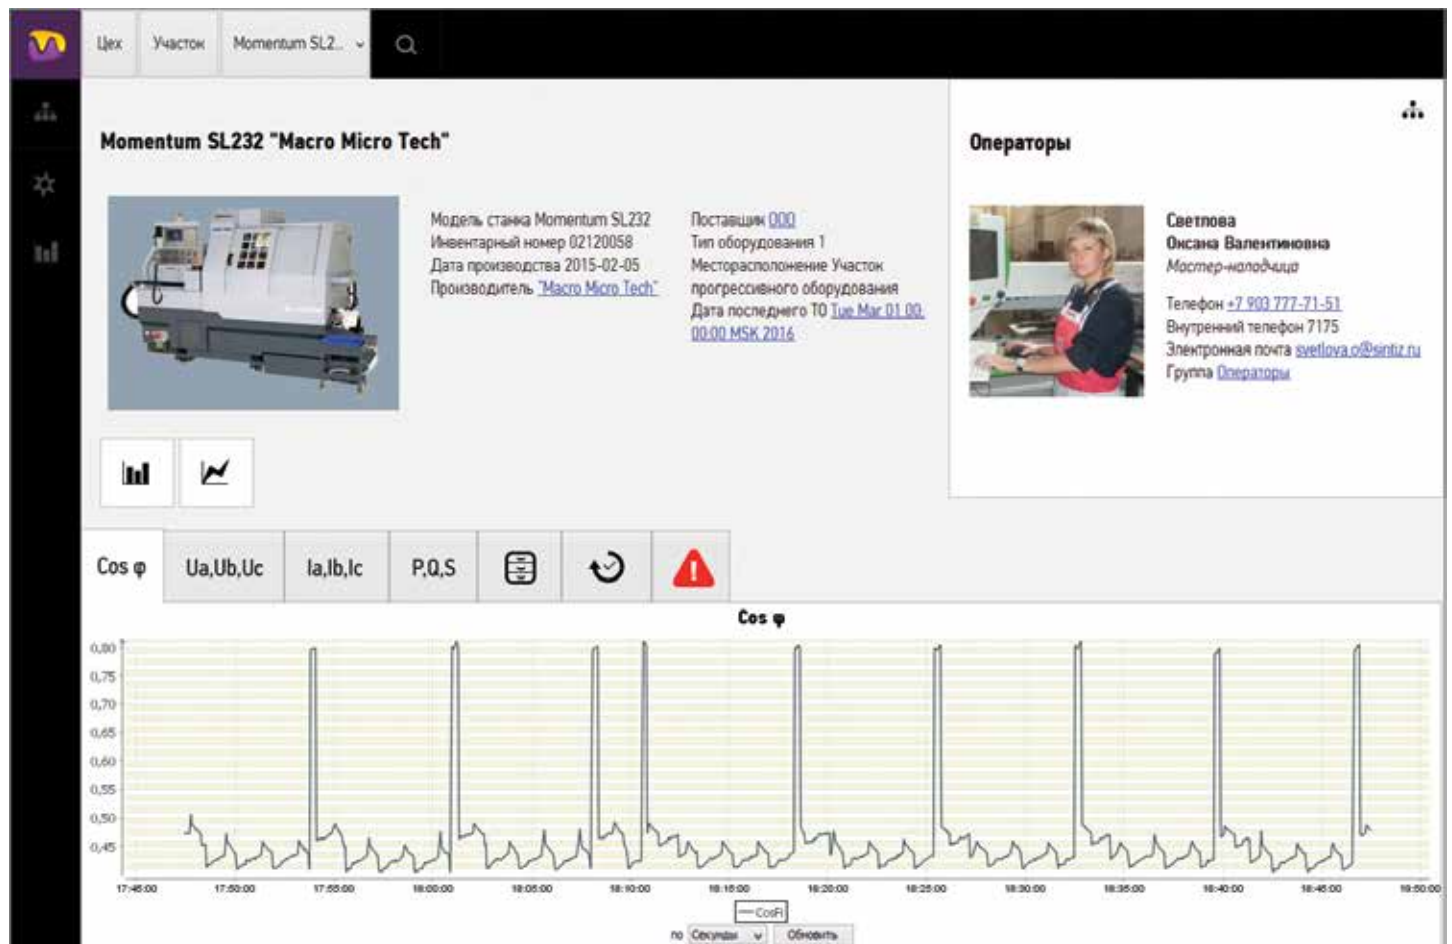 Цех Участок Momentum SL2...
Momentum SL232 "Macro Micro Tech"
Модель станка Momentum SL232
Инвентарный номер 02120058
Дата производства 2015-02-05
Производитель "Macro Micro Tech"
Поставщик ООО
Тип оборудования 1
Месторасположение Участок
прогрессивного оборудования
Дата последнего ТО Tue Mar 01 00:
00:00 MSK 2016
Операторы
Светлова
Оксана Валентиновна
Мастер-наладчица
Телефон +7 903 777-71-51
Внутренний телефон 7175
Электронная почта svetlova.o@sintiz.ru
Группа Операторы
Cos φ Ua,Ub,Uc Ia,Ib,Ic P,Q,S
Cos φ
0,80
0,75
0,70
0,65
0,60
0,55
0,50
0,45
17:45:00 17:50:00 17:55:00 18:00:00 18:05:00 18:10:00 18:15:00 18:20:00 18:25:00 18:30:00 18:35:00 18:40:00 18:45:00 18:50:00
CosFi
по Секундам Обновить